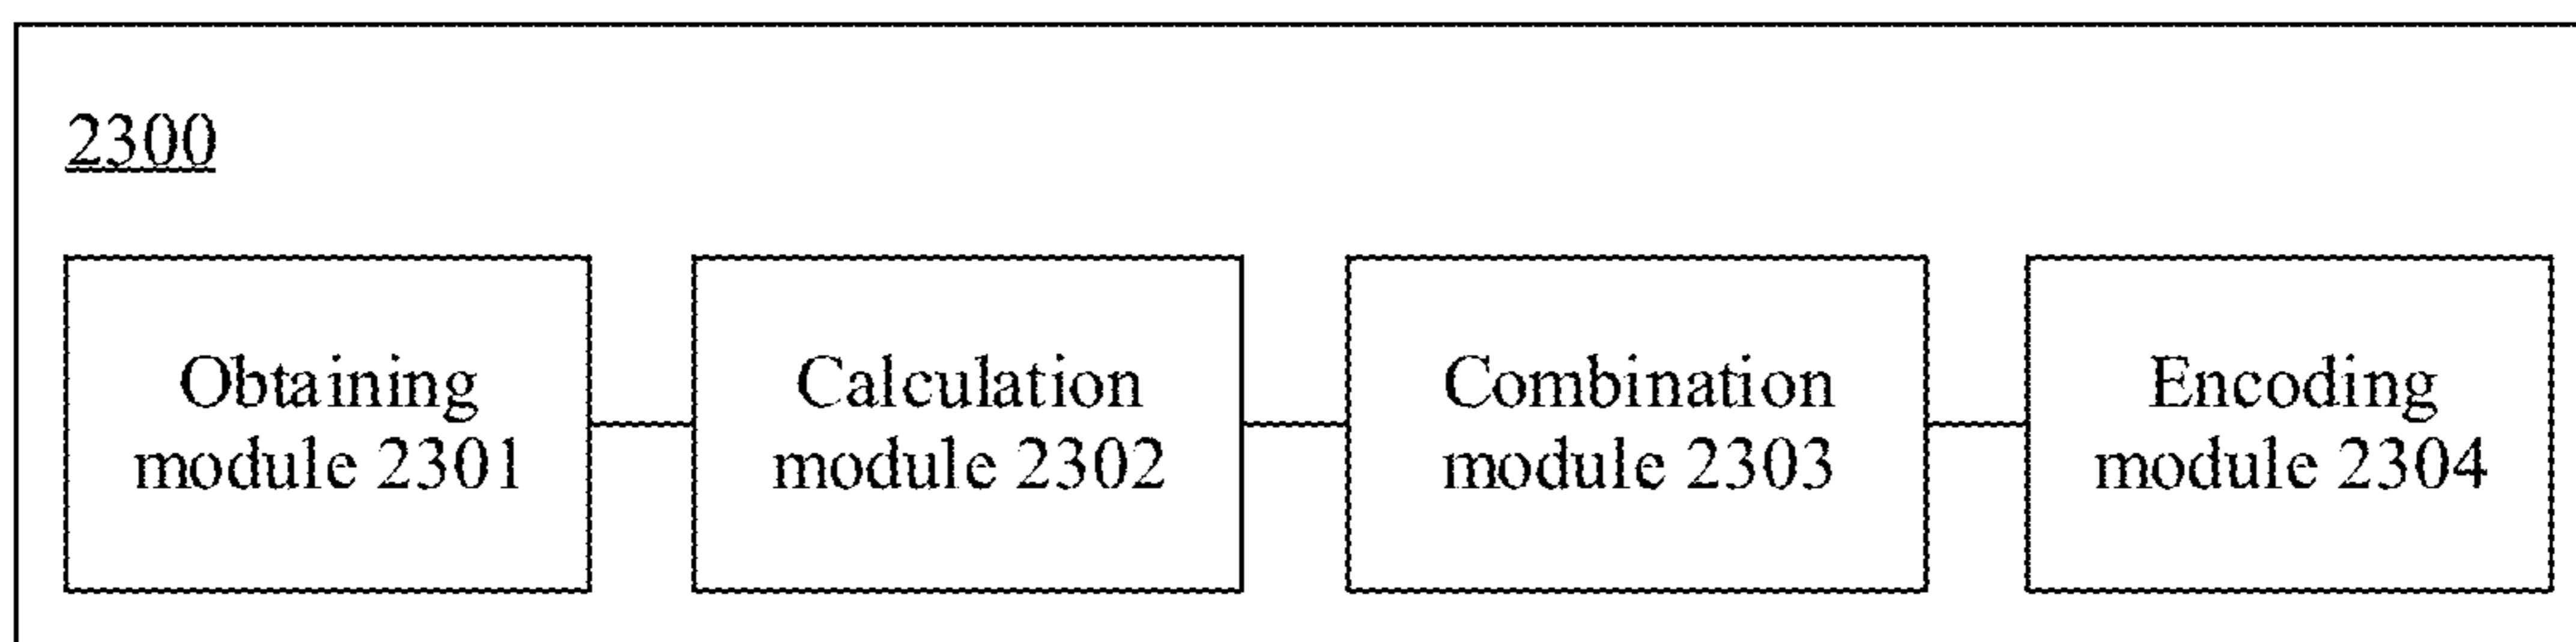 2300
Obtaining
module 2301
Calculation
module 2302
Combination
module 2303
Encoding
module 2304